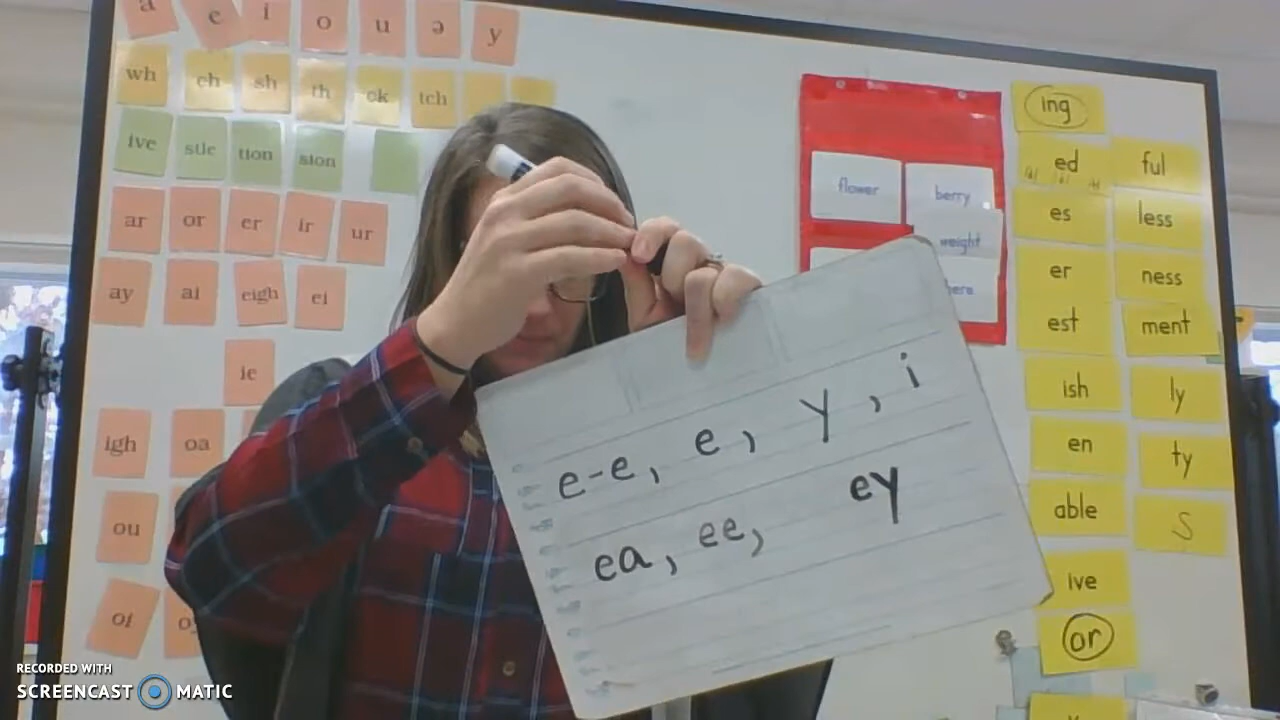 a e i o u ə y
wh ch sh th ck tch
ive stle tion sion
ar or er ir ur
ay ai eigh ei
ie
igh oa
ou
oi
flower berry
weight
here
ing
ed ful
es less
er ness
est ment
ish ly
en ty
able S
ive
or
e-e, e, y, i
ea, ee, ey
RECORDED WITH
SCREENCAST MATIC